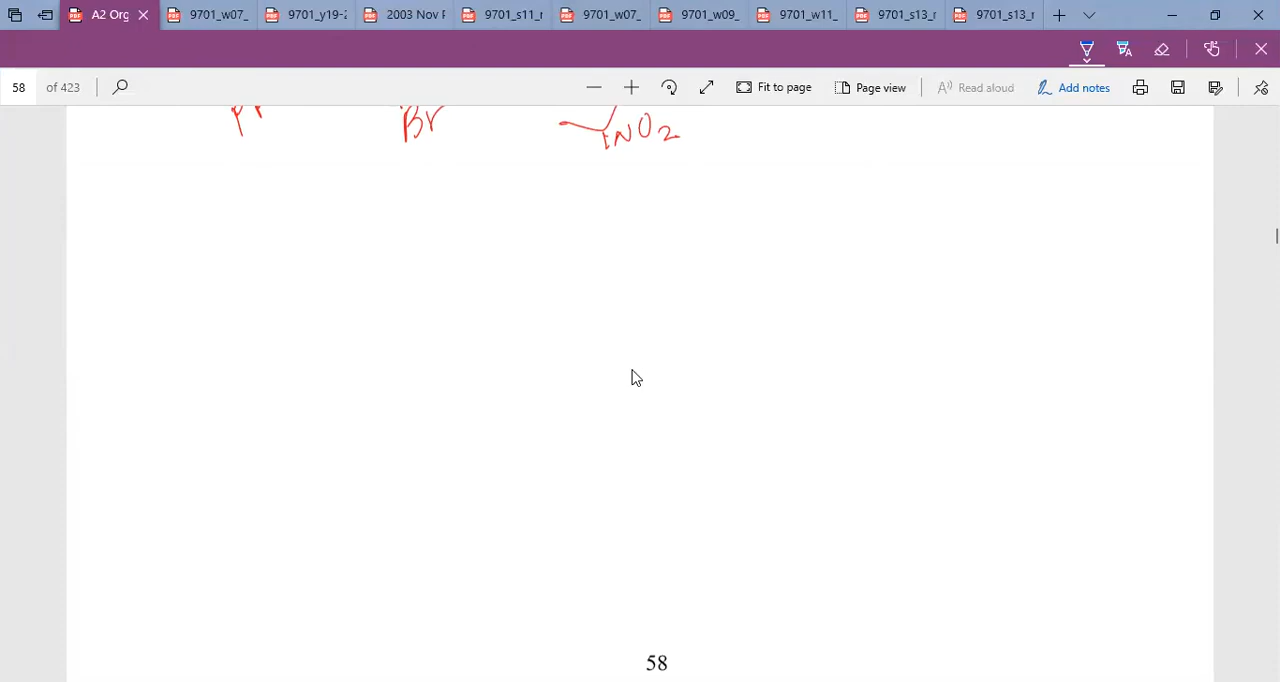 A2 Org
9701_w07_
9701_y19-2
2003 Nov F
9701_s11_r
9701_w07_
9701_w09_
9701_w11_
9701_s13_r
9701_s13_r
58 of 423
Fit to page
Page view
Read aloud
Add notes
Br
NO2
58